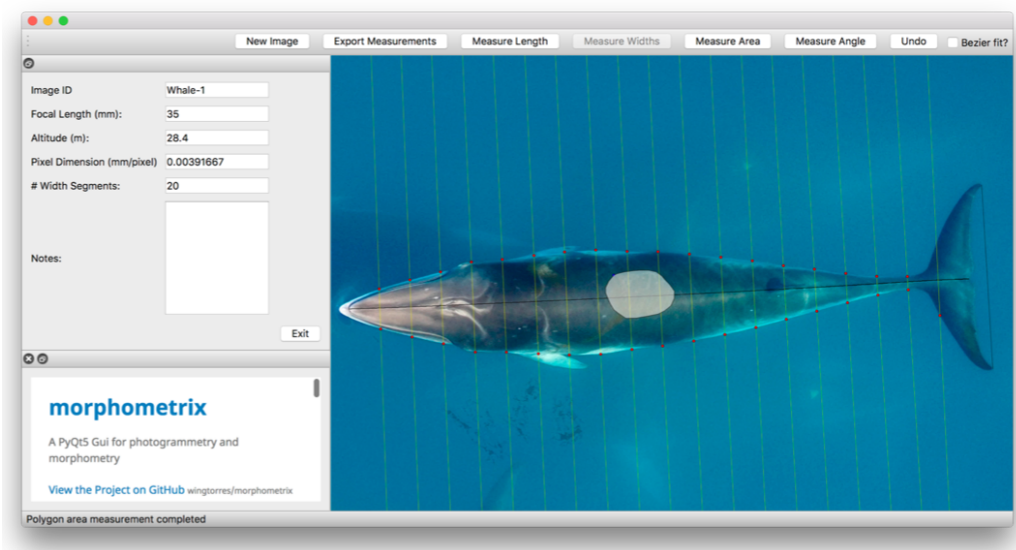 New Image Export Measurements Measure Length Measure Widths Measure Area Measure Angle Undo Bezier fit?
Image ID Whale-1
Focal Length (mm): 35
Altitude (m): 28.4
Pixel Dimension (mm/pixel) 0.00391667
# Width Segments: 20
Notes:
Exit
morphometrix
A PyQt5 Gui for photogrammetry and
morphometry
View the Project on GitHub wingtorres/morphometrix
Polygon area measurement completed